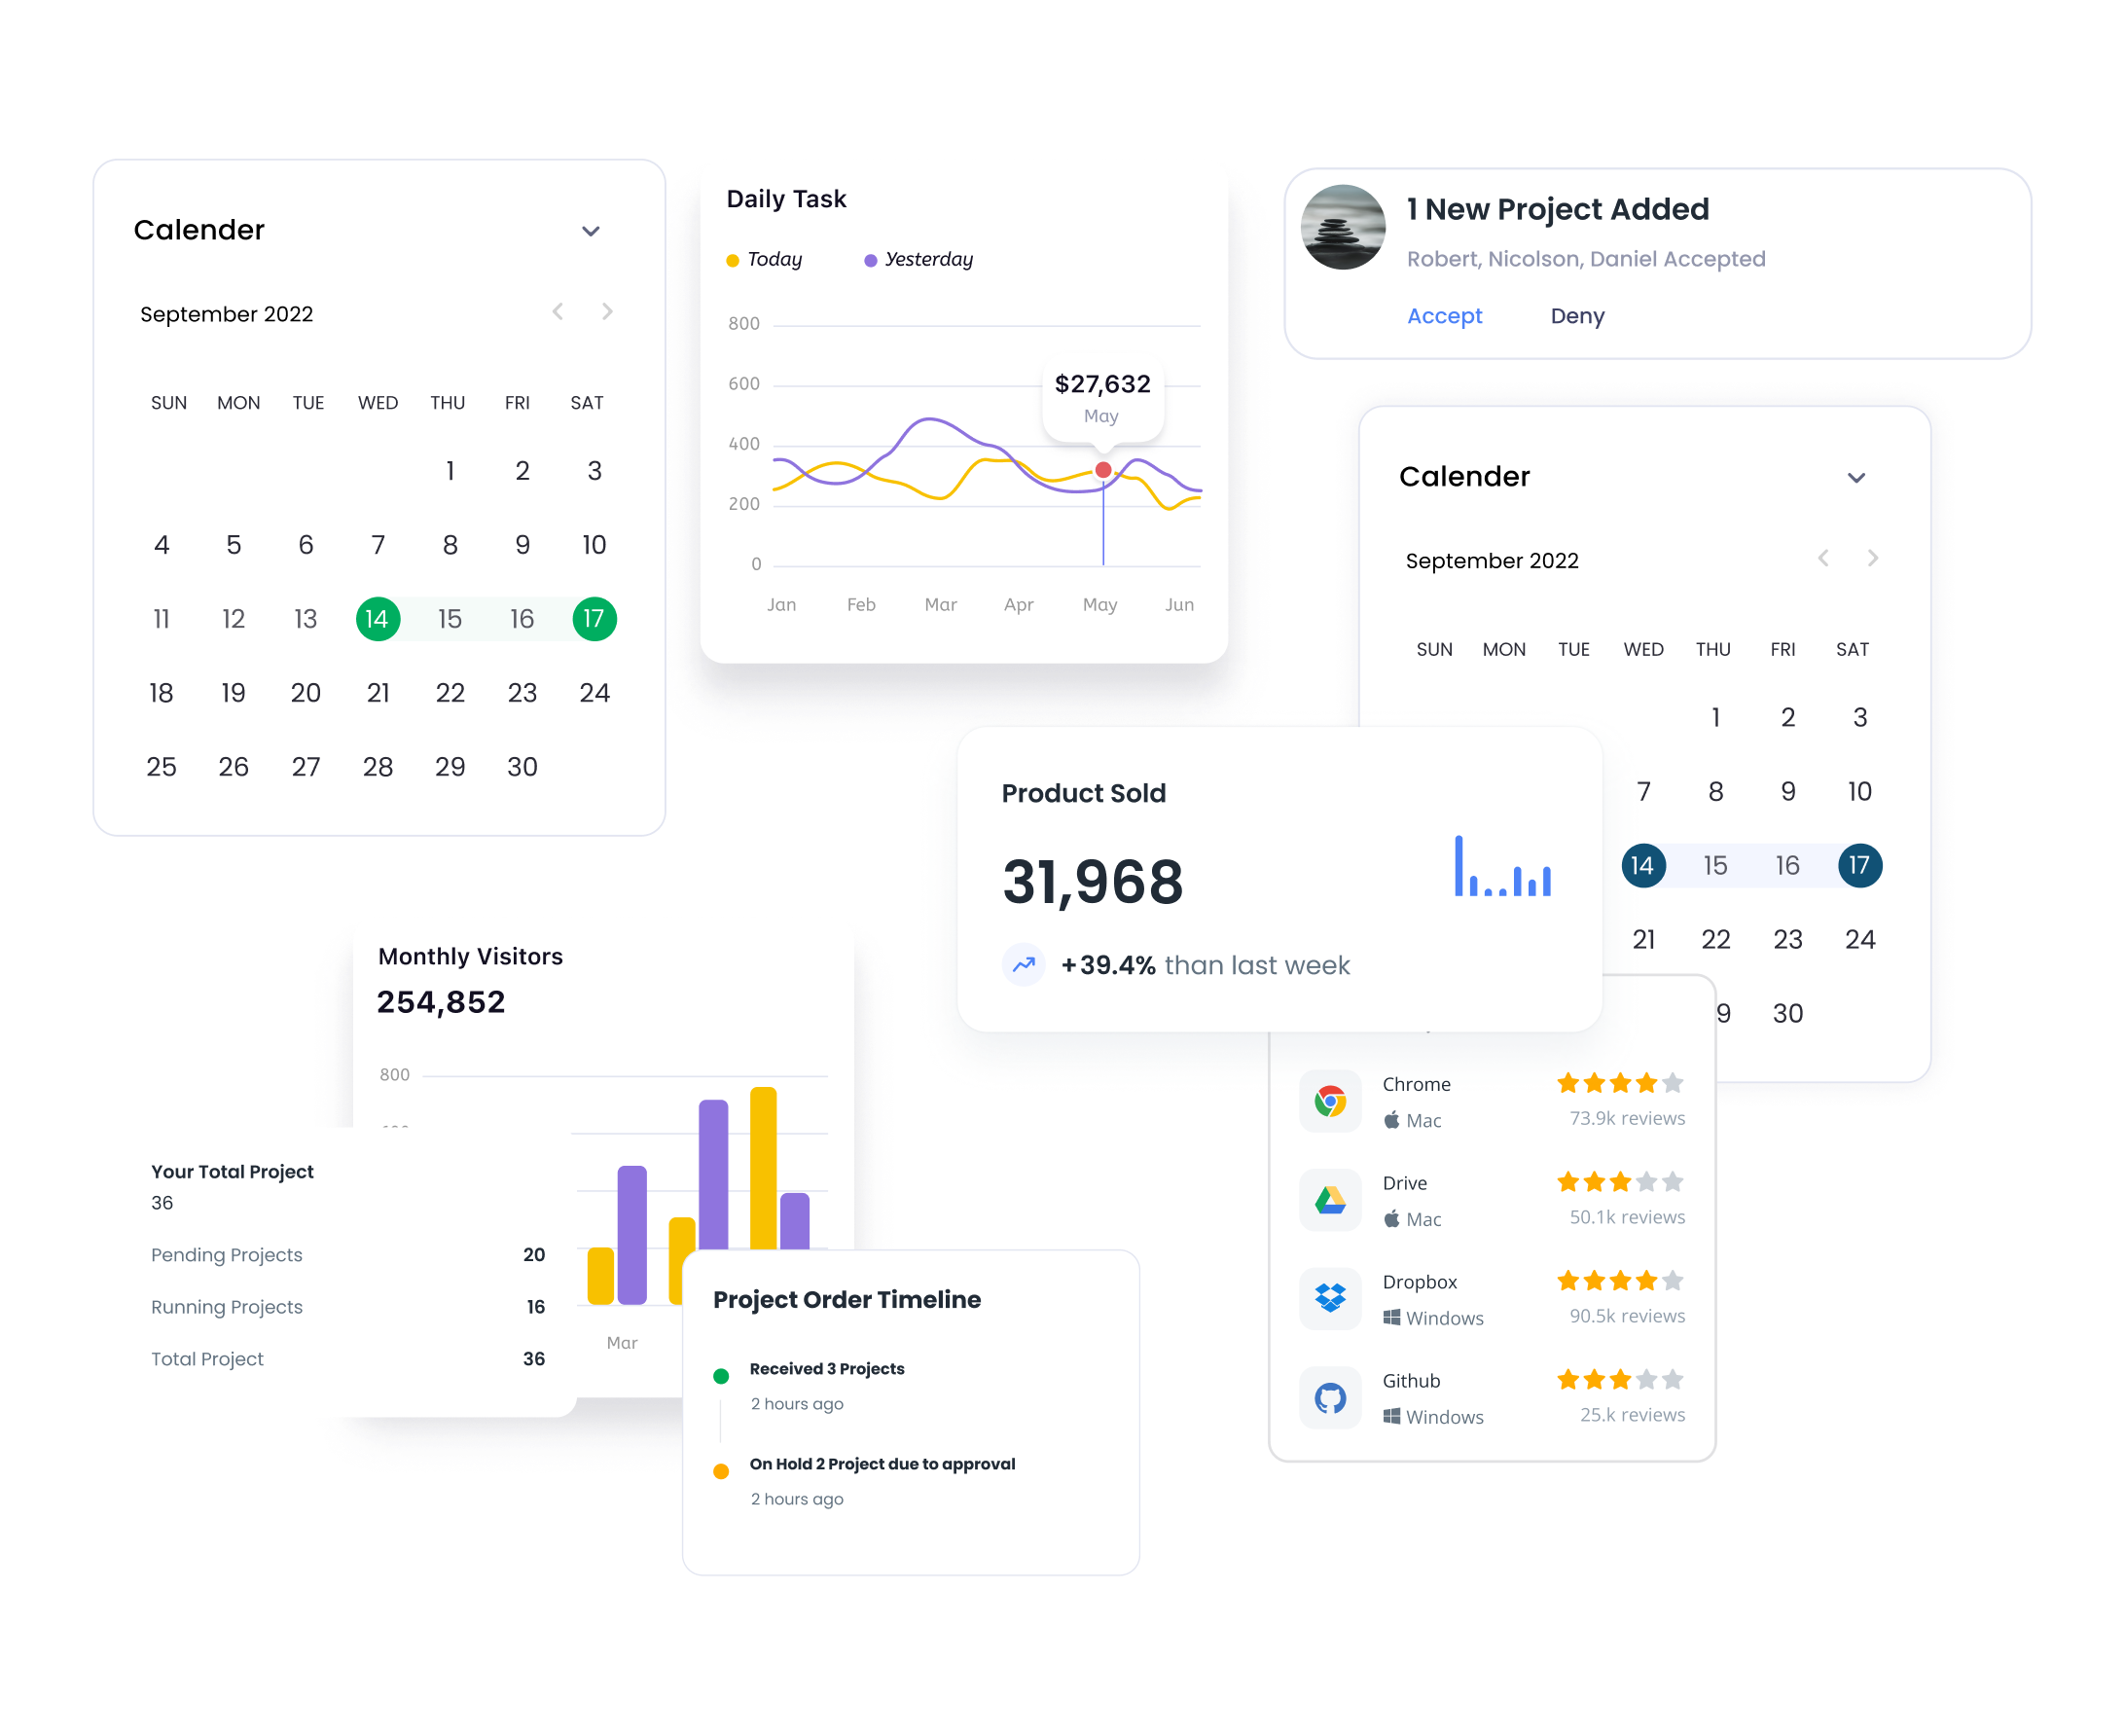 Calender
September 2022
SUN MON TUE WED THU FRI SAT
1 2 3
4 5 6 7 8 9 10
11 12 13 14 15 16 17
18 19 20 21 22 23 24
25 26 27 28 29 30
Daily Task
Today Yesterday
800
600
400
200
0
$27,632
May
Jan Feb Mar Apr May Jun
1 New Project Added
Robert, Nicolson, Daniel Accepted
Accept Deny
Calender
September 2022
SUN MON TUE WED THU FRI SAT
1 2 3
7 8 9 10
14 15 16 17
21 22 23 24
9 30
Product Sold
31,968
+39.4% than last week
Monthly Visitors
254,852
800
Mar
Your Total Project
36
Pending Projects 20
Running Projects 16
Total Project 36
Project Order Timeline
Received 3 Projects
2 hours ago
On Hold 2 Project due to approval
2 hours ago
Chrome
Mac
73.9k reviews
Drive
Mac
50.1k reviews
Dropbox
Windows
90.5k reviews
Github
Windows
25.k reviews